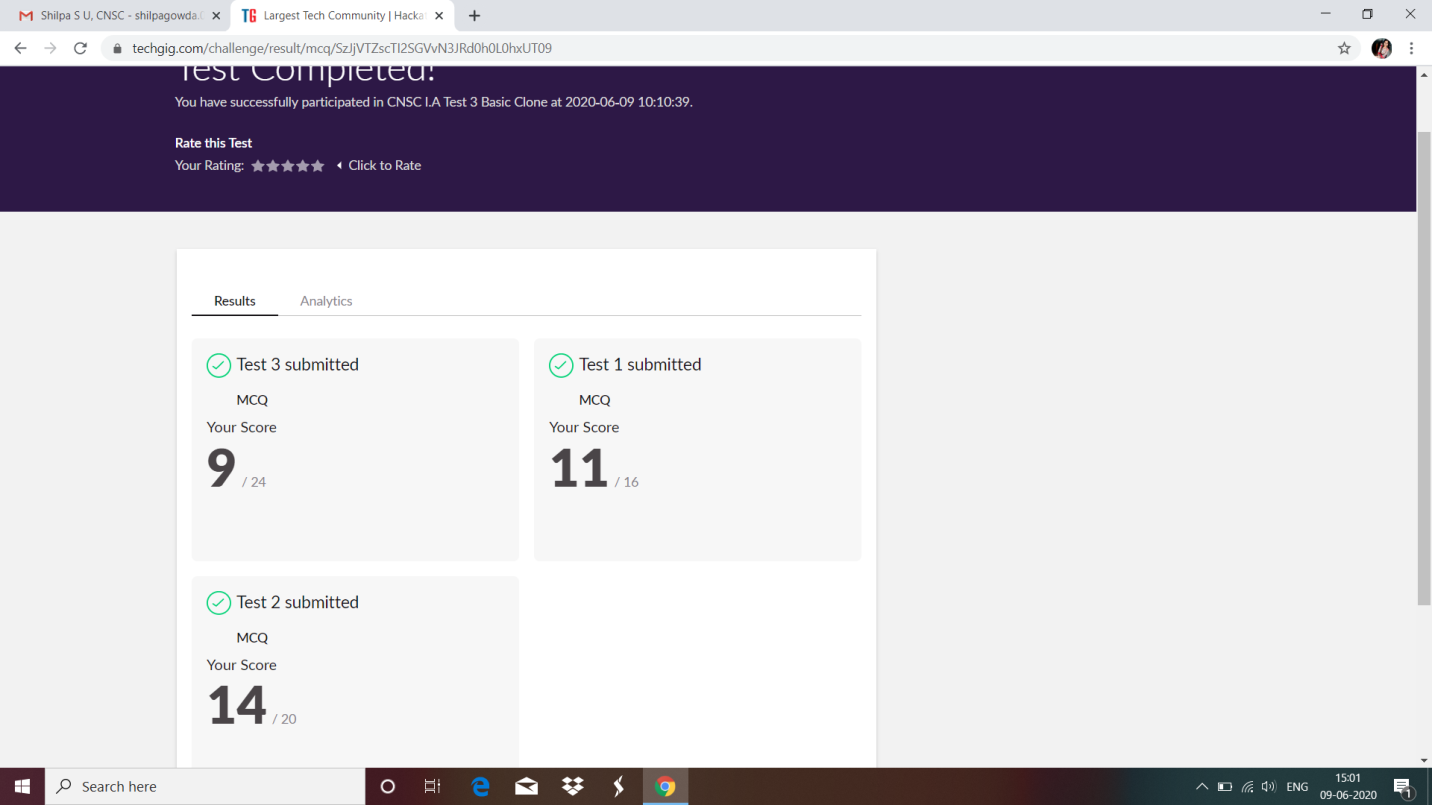 Shilpa S U, CNSC - shilpagowda.
TG Largest Tech Community | Hacka
techgig.com/challenge/result/mcq/SzJjVTZscTI2SGVvN3JRd0h0L0hxUT09
Test Completed!
You have successfully participated in CNSC I.A Test 3 Basic Clone at 2020-06-09 10:10:39.
Rate this Test
Your Rating: Click to Rate
Results Analytics
Test 3 submitted
MCQ
Your Score
9 / 24
Test 1 submitted
MCQ
Your Score
11 / 16
Test 2 submitted
MCQ
Your Score
14 / 20
Search here
ENG
15:01
09-06-2020
1